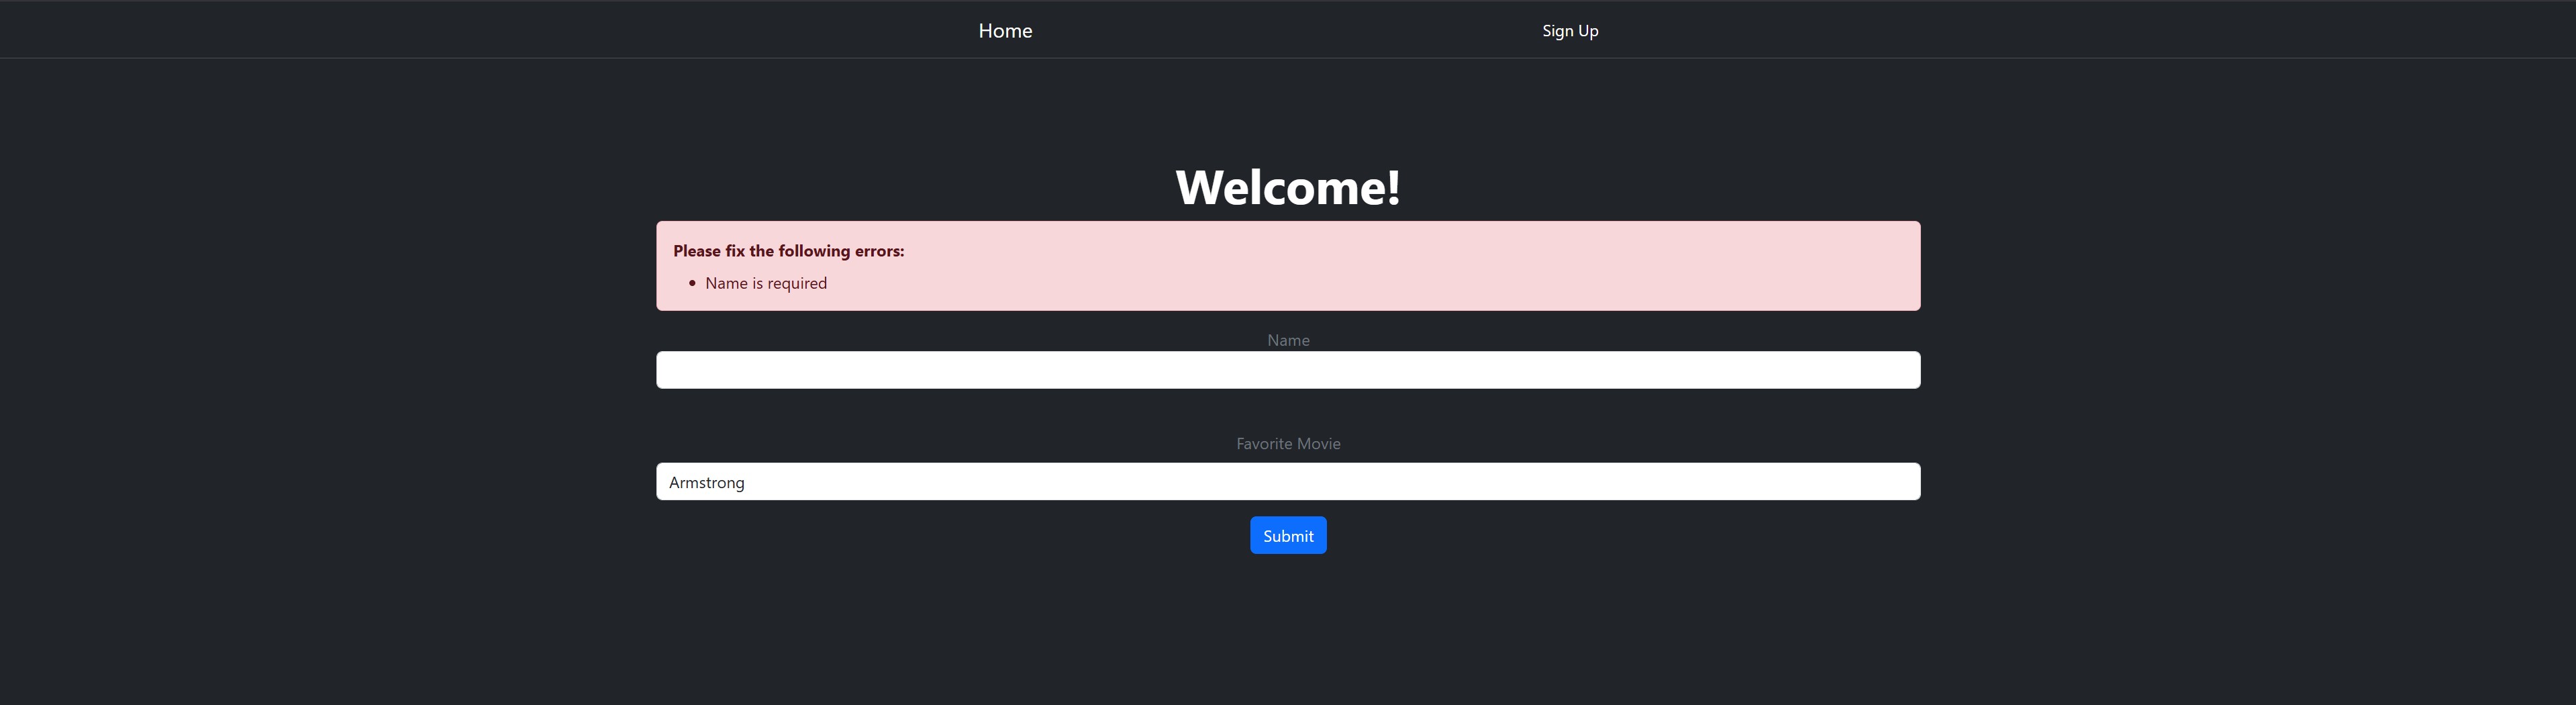 Home Sign Up
Welcome!
Please fix the following errors:
• Name is required
Name
Favorite Movie
Armstrong
Submit